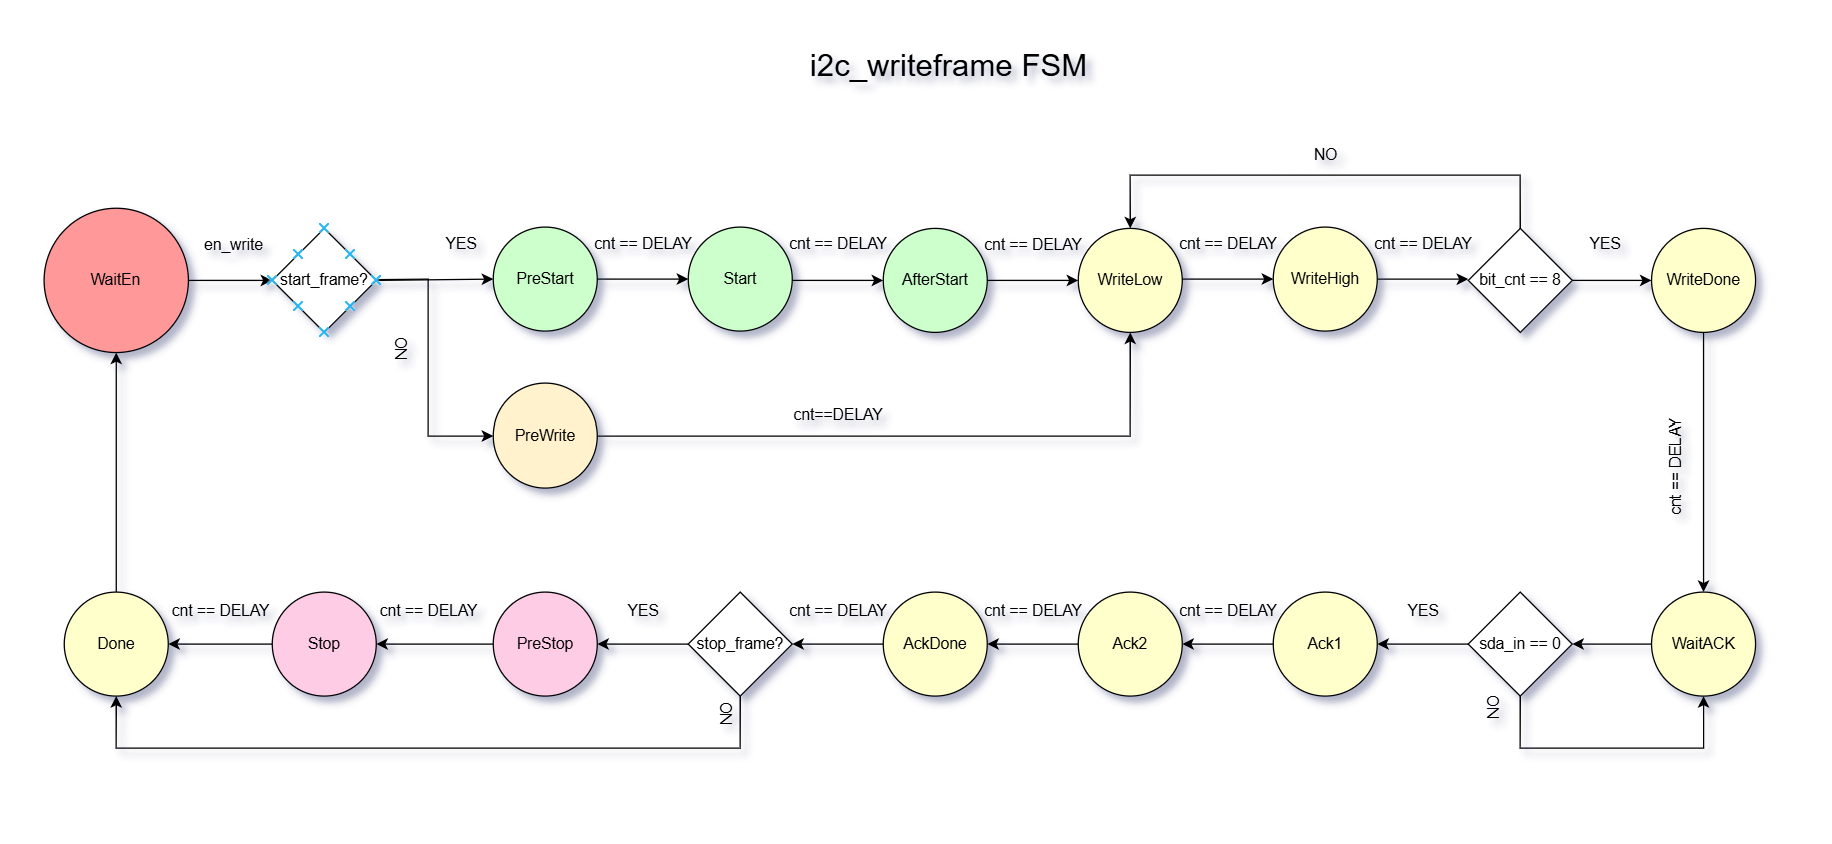 i2c_writeframe FSM
NO
WaitEn
en_write
start_frame?
YES
PreStart
cnt == DELAY
Start
cnt == DELAY
AfterStart
cnt == DELAY
WriteLow
cnt == DELAY
WriteHigh
cnt == DELAY
bit_cnt == 8
YES
WriteDone
NO
PreWrite
cnt==DELAY
cnt == DELAY
Done
cnt == DELAY
Stop
cnt == DELAY
PreStop
YES
stop_frame?
cnt == DELAY
AckDone
cnt == DELAY
Ack2
cnt == DELAY
Ack1
YES
sda_in == 0
WaitACK
NO
NO